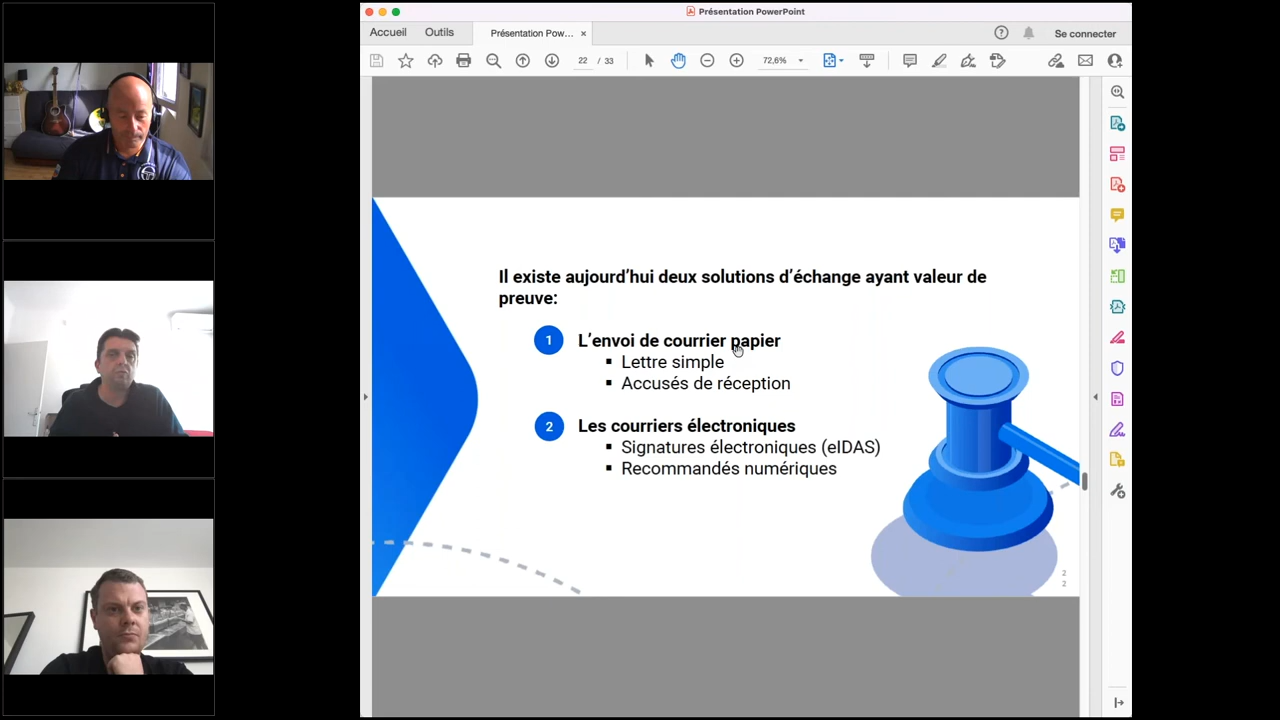 Présentation PowerPoint
Accueil
Outils
Présentation Pow...
×
Se connecter
22 / 33
72,6%
Il existe aujourd'hui deux solutions d'échange ayant valeur de
preuve:
1 L'envoi de courrier papier
▪ Lettre simple
▪ Accusés de réception
2 Les courriers électroniques
▪ Signatures électroniques (eIDAS)
▪ Recommandés numériques
2
2